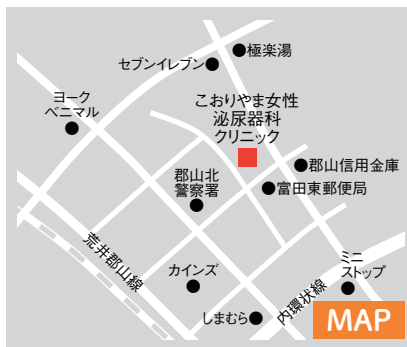 極楽湯
セブンイレブン
ヨーク
ベニマル
こおりやま女性
泌尿器科
クリニック
郡山信用金庫
富田東郵便局
郡山北
警察署
荒井郡山線
カインズ
ミニ
ストップ
内環状線
しまむら
MAP